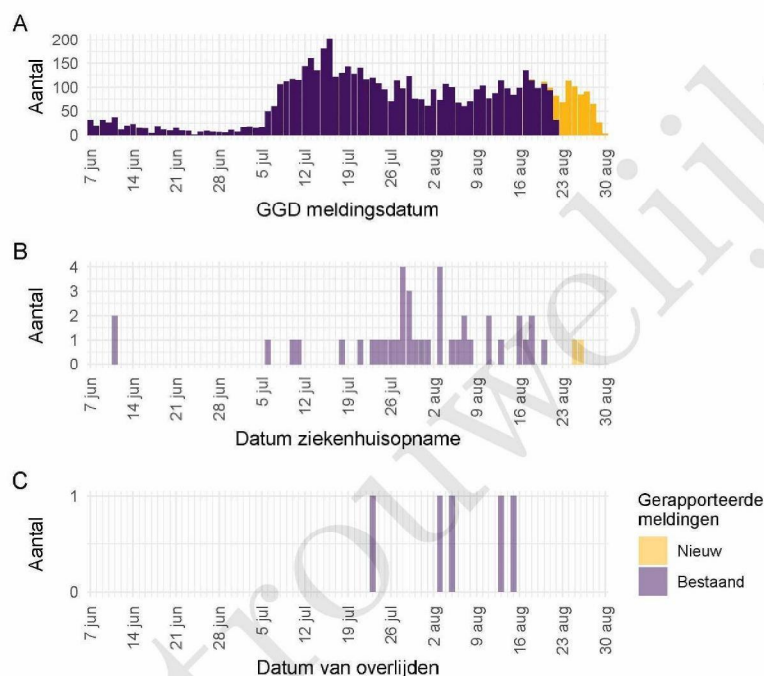 A
Aantal
200
150
100
50
0
7 jun
14 jun
21 jun
28 jun
5 jul
12 jul
19 jul
26 jul
2 aug
9 aug
16 aug
23 aug
30 aug
GGD meldingsdatum
B
Aantal
4
3
2
1
0
7 jun
14 jun
21 jun
28 jun
5 jul
12 jul
19 jul
26 jul
2 aug
9 aug
16 aug
23 aug
30 aug
Datum ziekenhuisopname
C
Aantal
1
0
7 jun
14 jun
21 jun
28 jun
5 jul
12 jul
19 jul
26 jul
2 aug
9 aug
16 aug
23 aug
30 aug
Datum van overlijden
Gerapporteerde
meldingen
Nieuw
Bestaand
trouwelijk